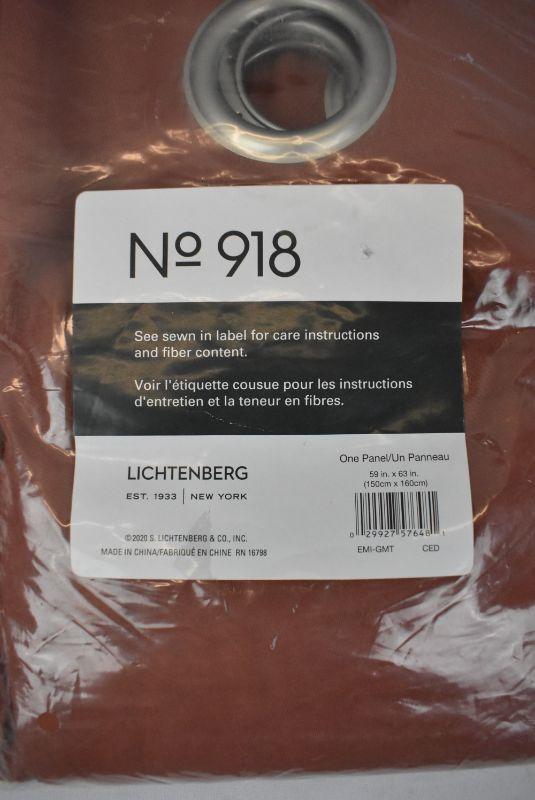 Nº 918
See sewn in label for care instructions
and fiber content.
Voir l'étiquette cousue pour les instructions
d'entretien et la teneur en fibres.
LICHTENBERG
EST. 1933 | NEW YORK
©2020 S. LICHTENBERG & CO., INC.
MADE IN CHINA/FABRIQUÉ EN CHINE RN 16798
One Panel/Un Panneau
59 in. x 63 in.
(150cm x 160cm)
0 29927 57648 1
EMI-GMT CED